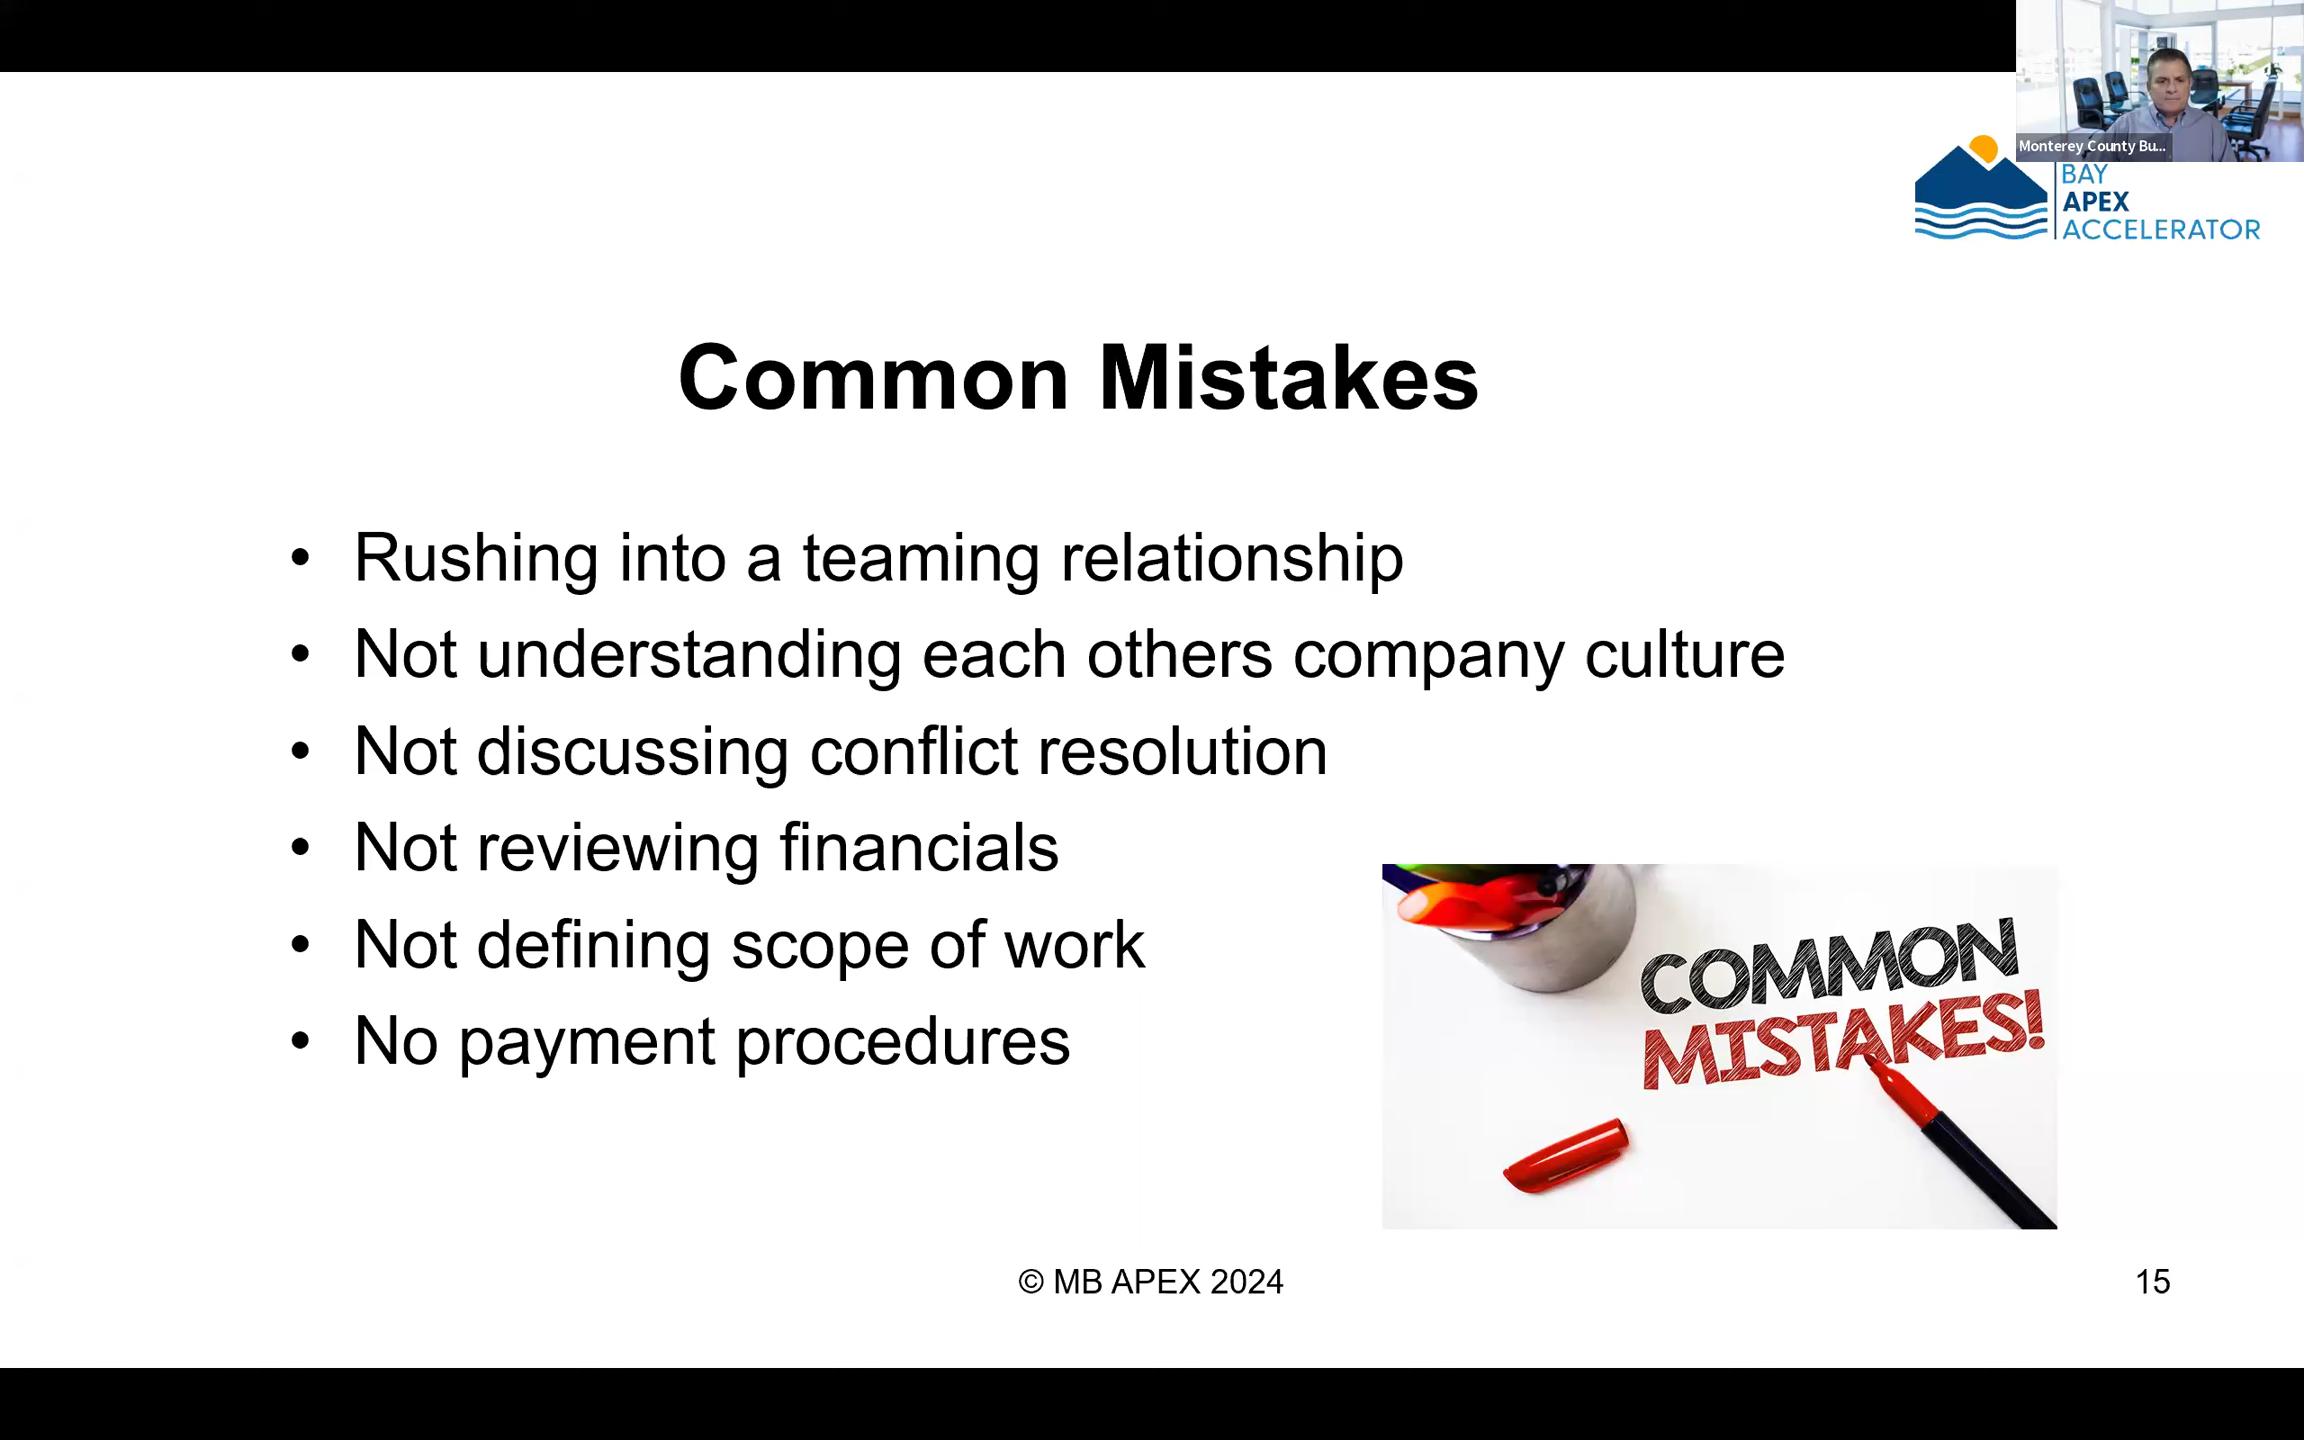 Monterey County Bu...
BAY
APEX
ACCELERATOR
Common Mistakes
• Rushing into a teaming relationship
• Not understanding each others company culture
• Not discussing conflict resolution
• Not reviewing financials
• Not defining scope of work
• No payment procedures
COMMON
MISTAKES!
© MB APEX 2024
15